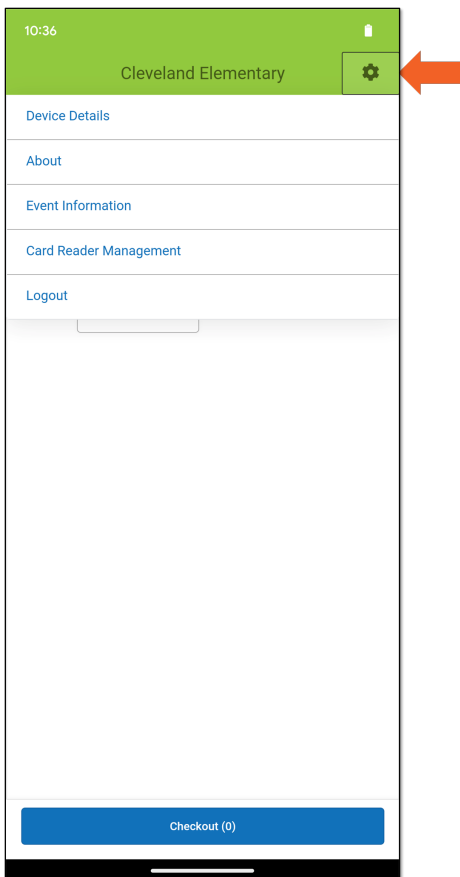 10:36
Cleveland Elementary
Device Details
About
Event Information
Card Reader Management
Logout
Checkout (0)